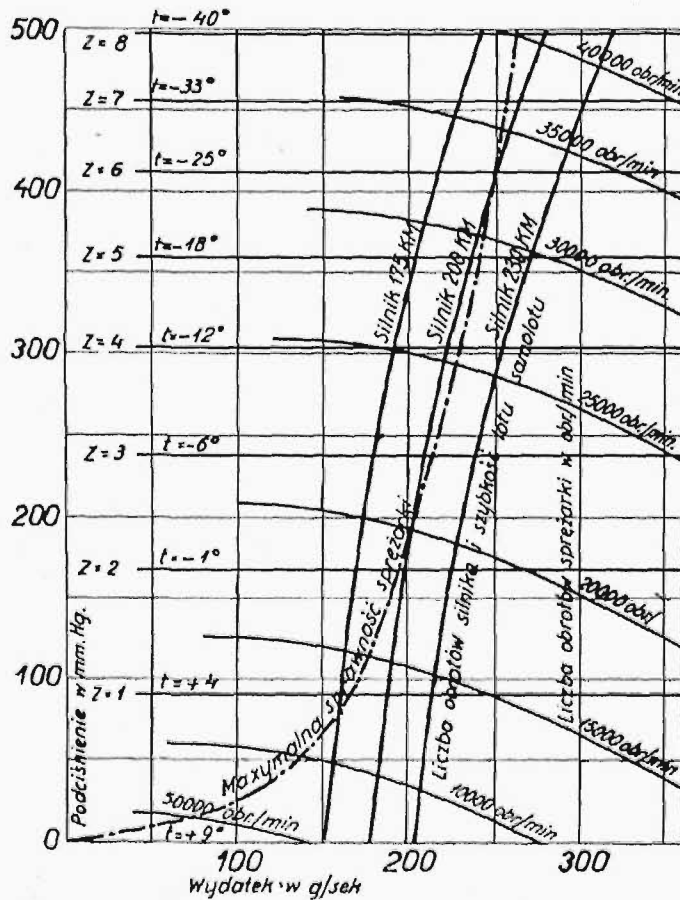 500
400
300
200
100
0
Podciśnienie w mm. Hg.
Z = 8 t = - 40°
Z = 7 t = -33°
Z = 6 t = - 25°
Z = 5 t = -18°
Z = 4 t = -12°
Z = 3 t = -6°
Z = 2 t = - 1°
Z = 1 t = + 4
t = + 9°
40000 obr/min.
35000 obr/min
30000 obr./min.
25000 obr./min.
20000 obr/
15000 obr/min
10000 obr/min
50000 obr./min
Silnik 175 KM
Silnik 208 KM
Silnik 230 KM
Maxymalna sprawność sprężarki
Liczba obrotów silnika i szybkość lotu
samolotu
Liczba obrotów sprężarki w obr/min
100 200 300
Wydatek w g/sek